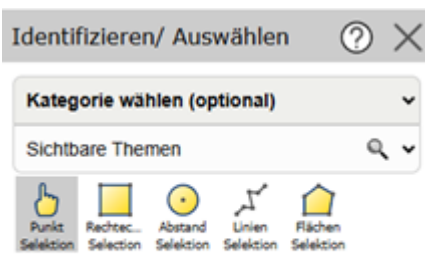 Identifizieren/ Auswählen
Kategorie wählen (optional)
Sichtbare Themen
Punkt Rechtec... Abstand Linien Flächen
Selektion Selection Selektion Selektion Selektion